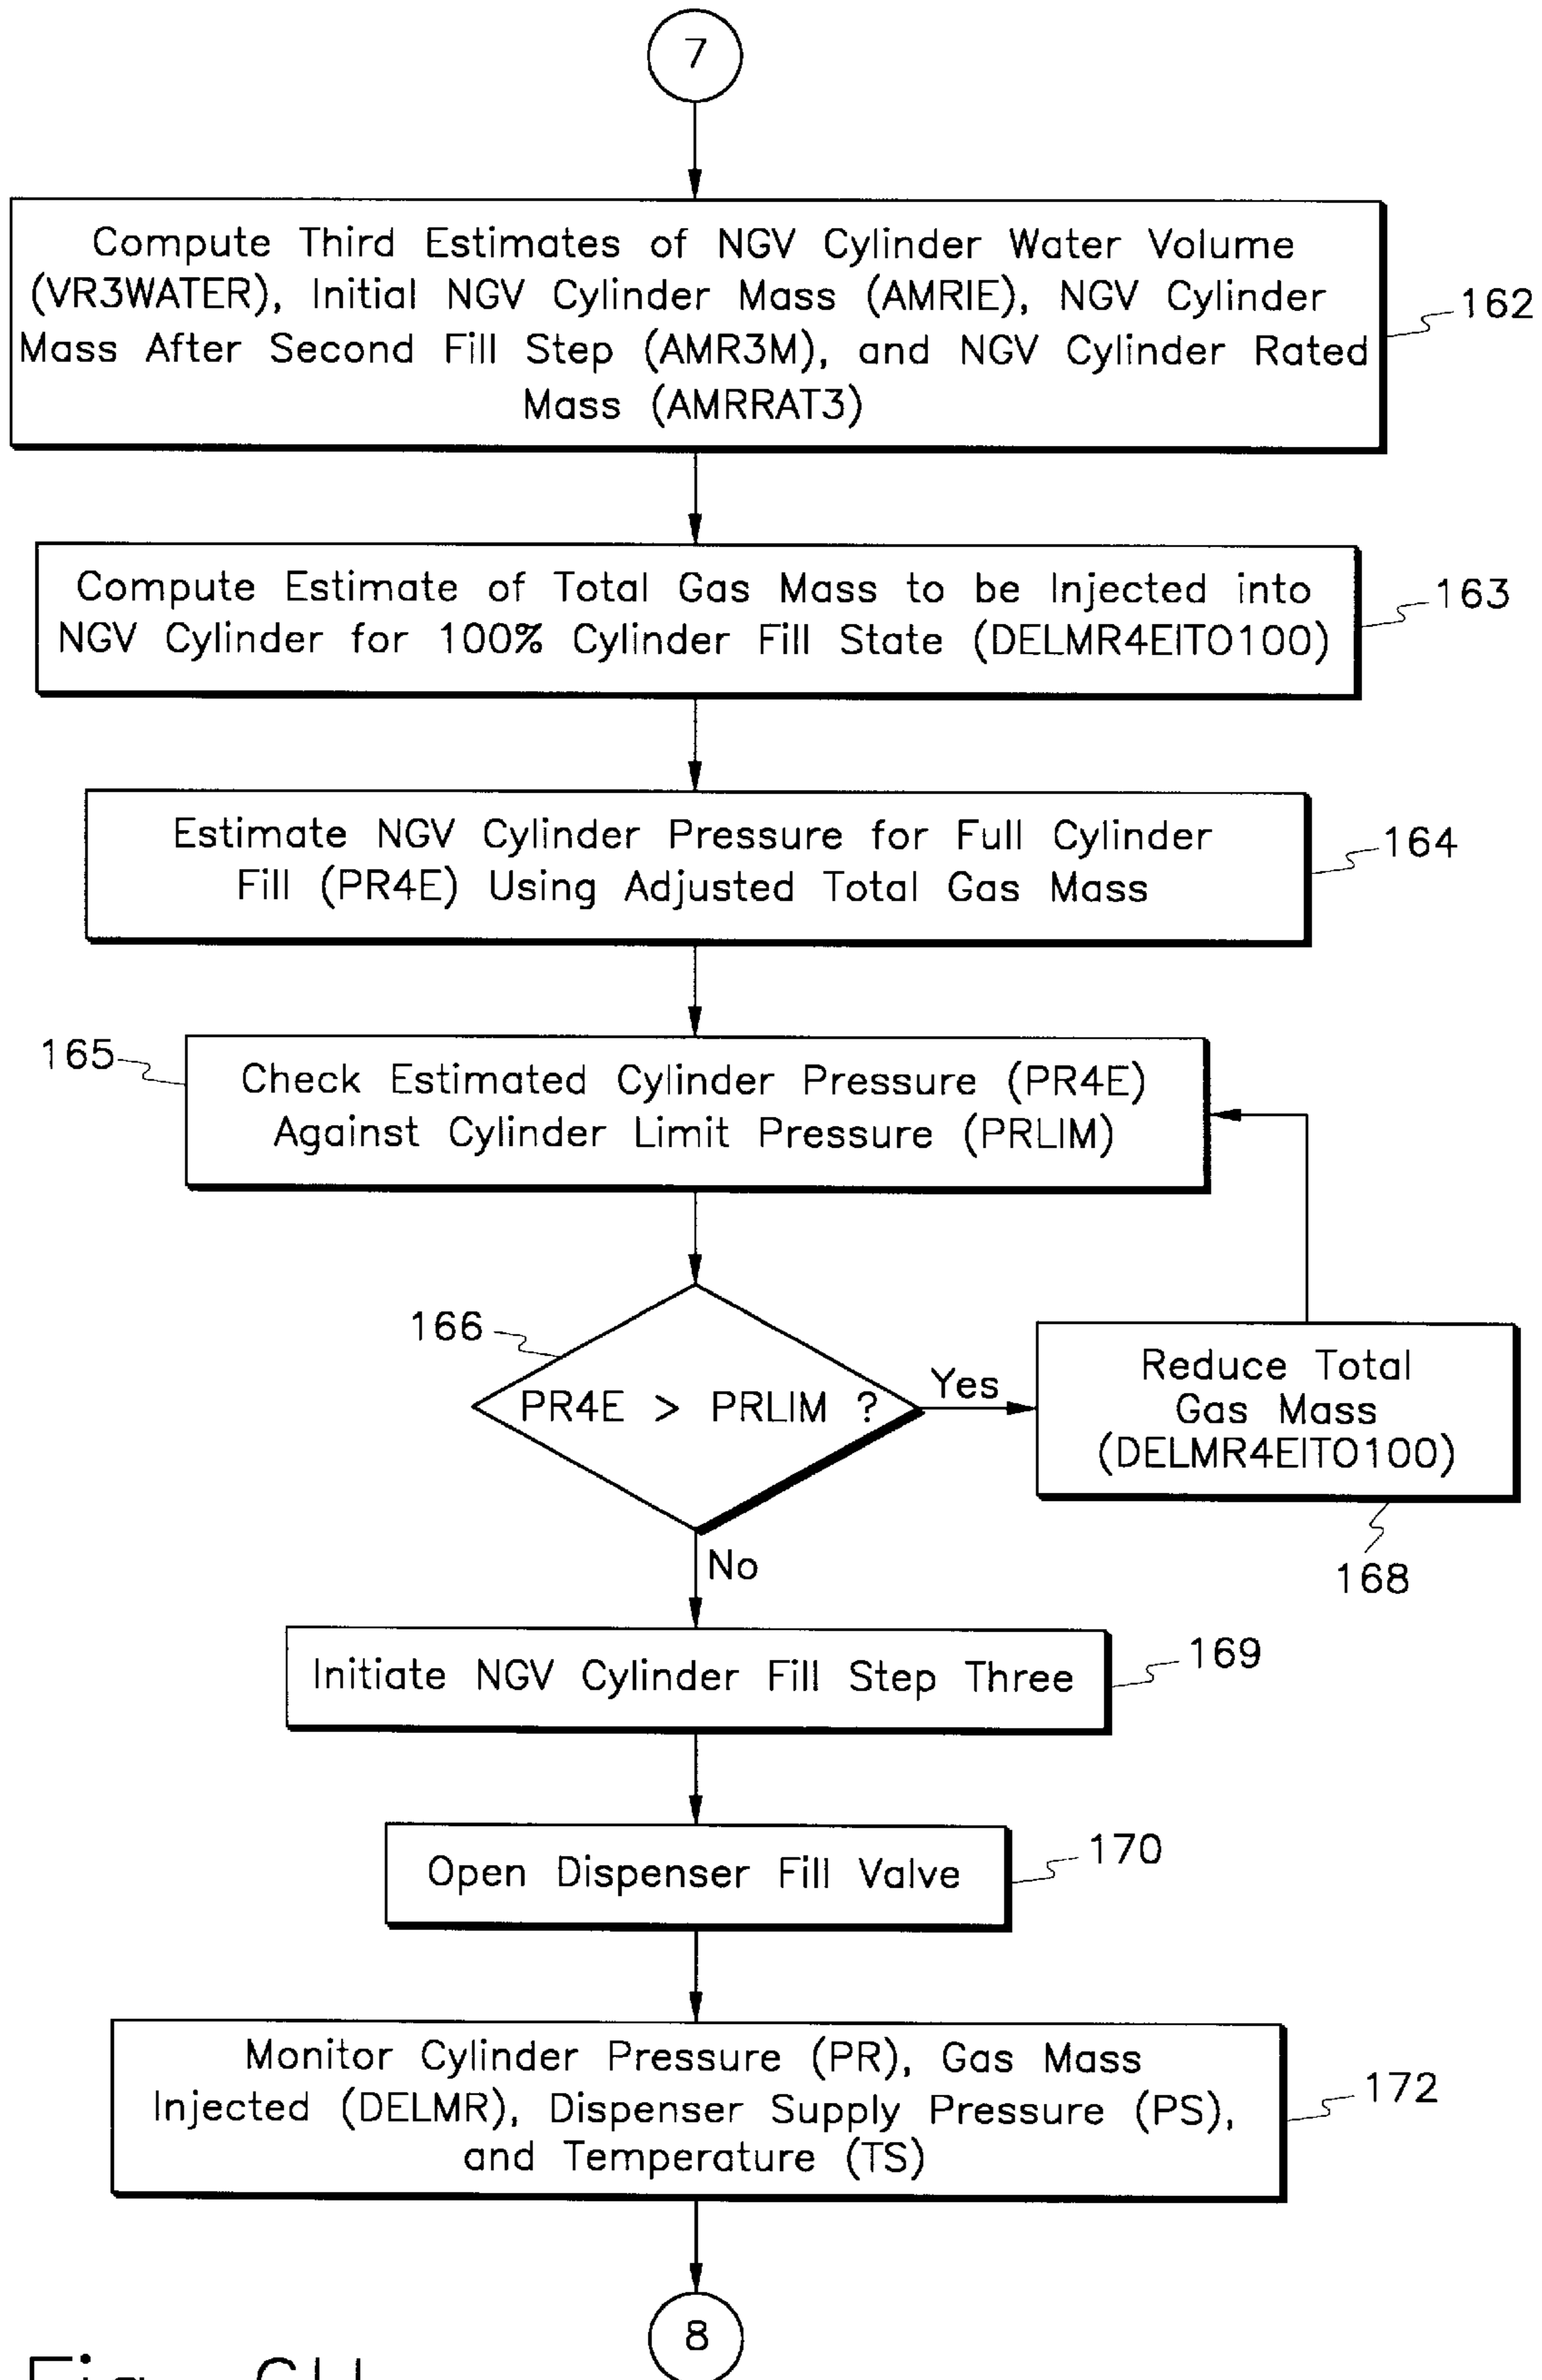 7
Compute Third Estimates of NGV Cylinder Water Volume
(VR3WATER), Initial NGV Cylinder Mass (AMRIE), NGV Cylinder
Mass After Second Fill Step (AMR3M), and NGV Cylinder Rated
Mass (AMRRAT3)
162
Compute Estimate of Total Gas Mass to be Injected into
NGV Cylinder for 100% Cylinder Fill State (DELMR4EITO100)
163
Estimate NGV Cylinder Pressure for Full Cylinder
Fill (PR4E) Using Adjusted Total Gas Mass
164
165
Check Estimated Cylinder Pressure (PR4E)
Against Cylinder Limit Pressure (PRLIM)
166
PR4E > PRLIM ?
Yes
Reduce Total
Gas Mass
(DELMR4EITO100)
168
No
Initiate NGV Cylinder Fill Step Three
169
Open Dispenser Fill Valve
170
Monitor Cylinder Pressure (PR), Gas Mass
Injected (DELMR), Dispenser Supply Pressure (PS),
and Temperature (TS)
172
8